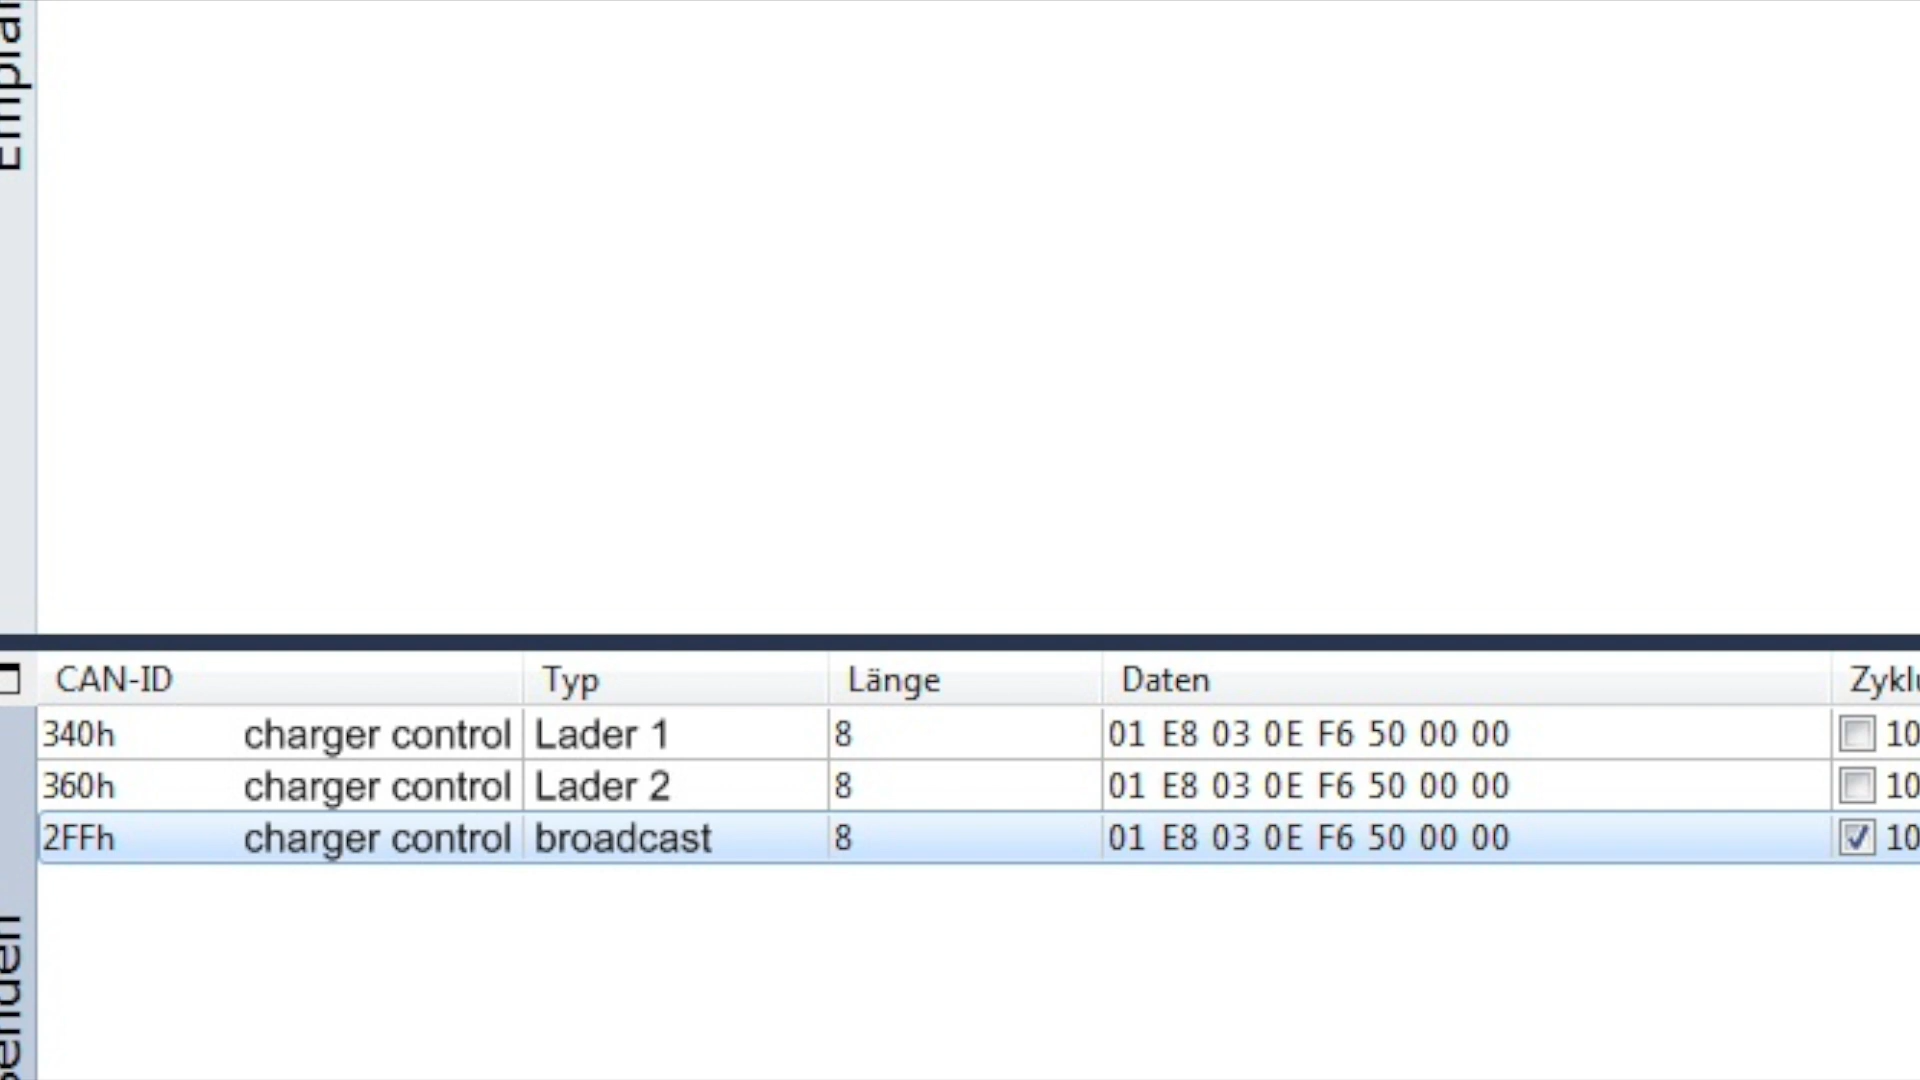 CAN-ID Typ Länge Daten
340h charger control Lader 1 8 01 E8 03 0E F6 50 00 00 10
360h charger control Lader 2 8 01 E8 03 0E F6 50 00 00 10
2FFh charger control broadcast 8 01 E8 03 0E F6 50 00 00 10